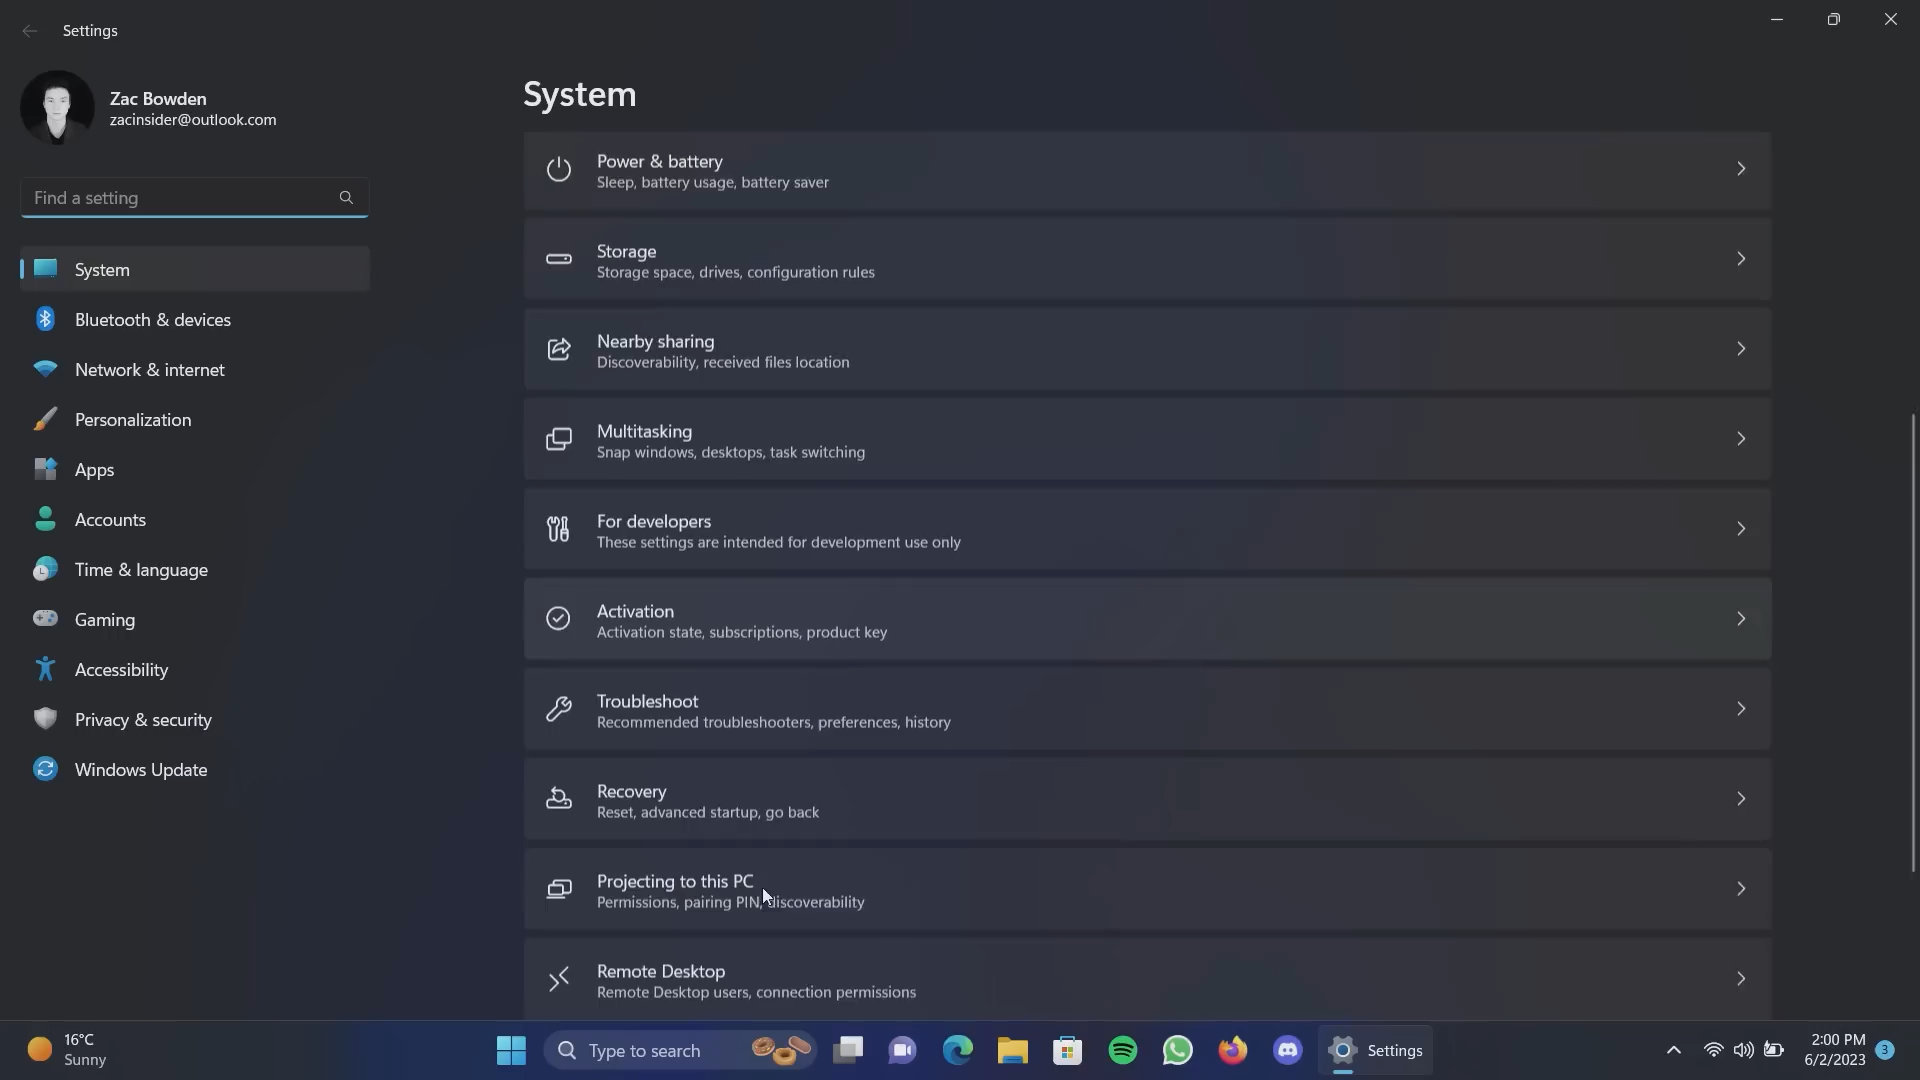 Settings
Zac Bowden
zacinsider@outlook.com
Find a setting
System
Bluetooth & devices
Network & internet
Personalization
Apps
Accounts
Time & language
Gaming
Accessibility
Privacy & security
Windows Update
System
Power & battery
Sleep, battery usage, battery saver
Storage
Storage space, drives, configuration rules
Nearby sharing
Discoverability, received files location
Multitasking
Snap windows, desktops, task switching
For developers
These settings are intended for development use only
Activation
Activation state, subscriptions, product key
Troubleshoot
Recommended troubleshooters, preferences, history
Recovery
Reset, advanced startup, go back
Projecting to this PC
Permissions, pairing PIN, discoverability
Remote Desktop
Remote Desktop users, connection permissions
16°C
Sunny
Type to search
Settings
2:00 PM
6/2/2023
3